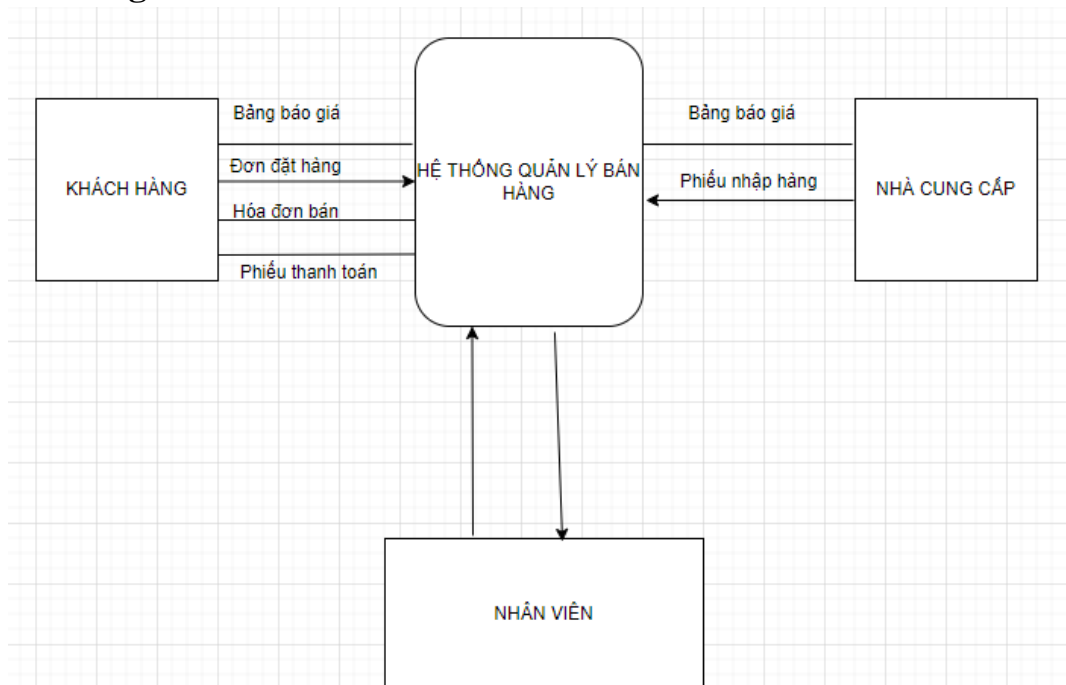 Bảng báo giá
Bảng báo giá
Đơn đặt hàng
KHÁCH HÀNG
HỆ THỐNG QUẢN LÝ BÁN
HÀNG
Phiếu nhập hàng
NHÀ CUNG CẤP
Hóa đơn bán
Phiếu thanh toán
NHÂN VIÊN